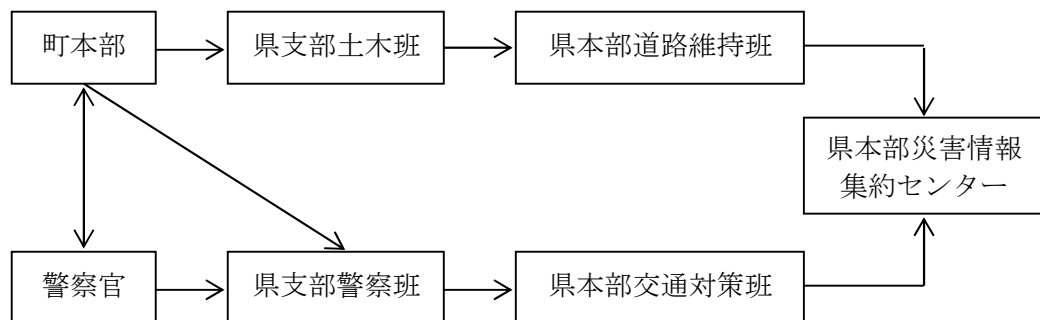 町本部
県支部土木班
県本部道路維持班
県本部災害情報
集約センター
警察官
県支部警察班
県本部交通対策班